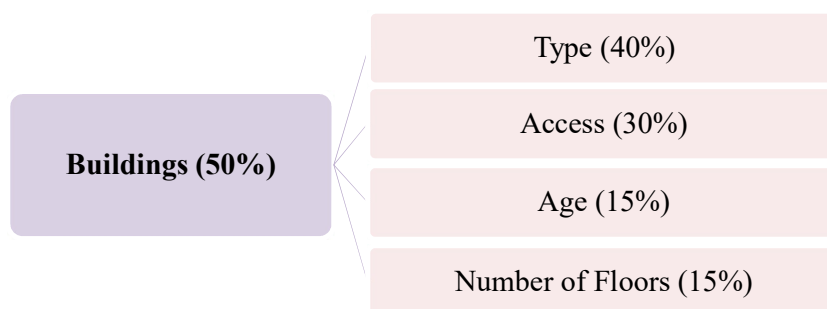 Buildings (50%)
Type (40%)
Access (30%)
Age (15%)
Number of Floors (15%)